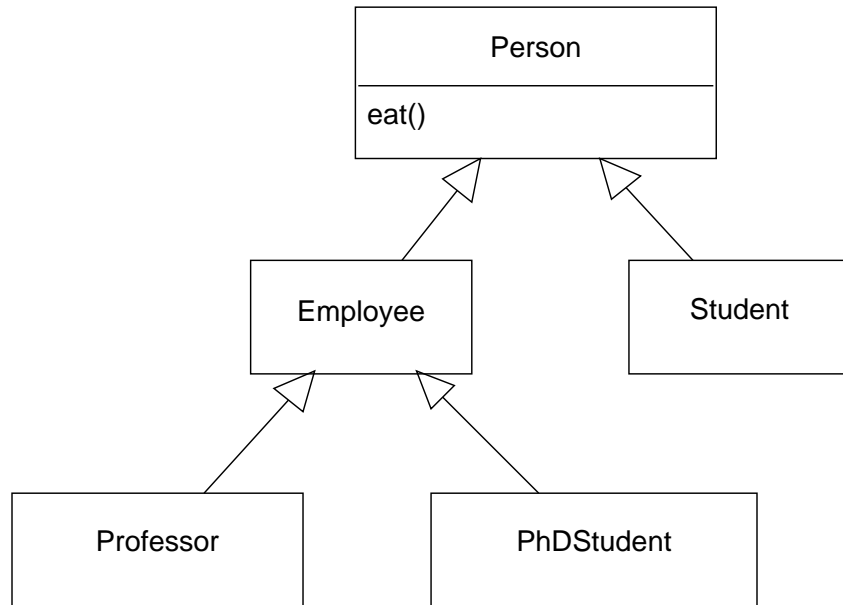 Person
eat()
Employee
Student
Professor
PhDStudent